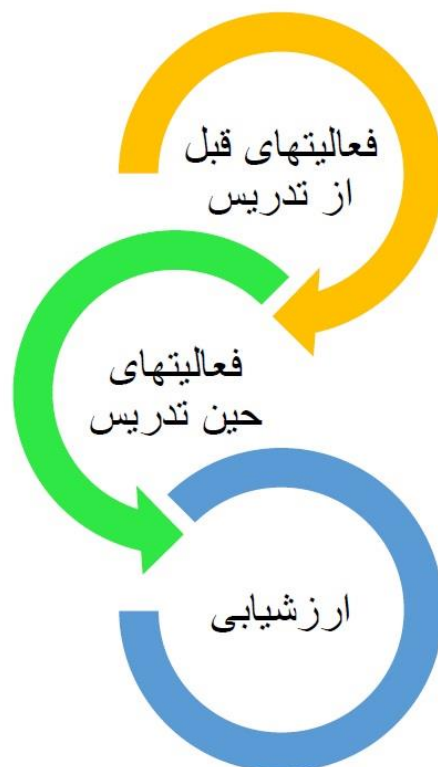 فعالیتهای قبل
از تدریس
فعالیتهای
حین تدریس
ارزشیابی